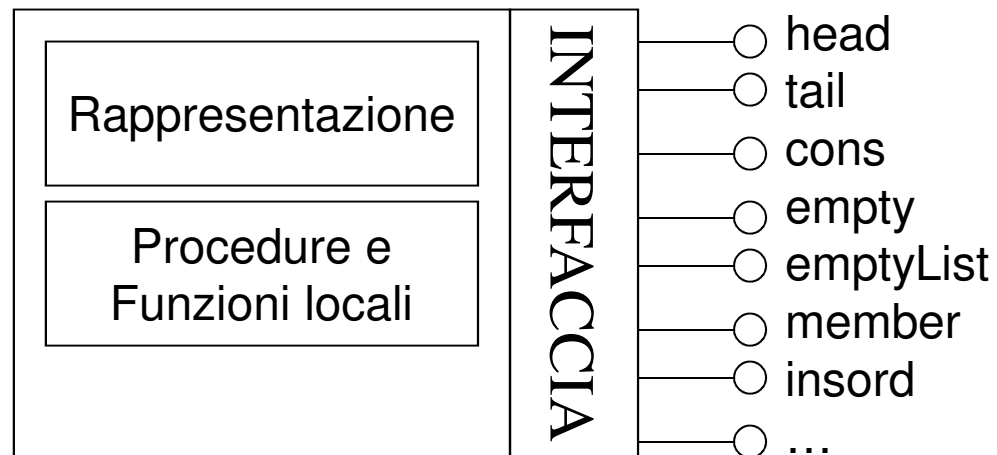 Rappresentazione
Procedure e
Funzioni locali
INTERFACCIA
head
tail
cons
empty
emptyList
member
insord
...